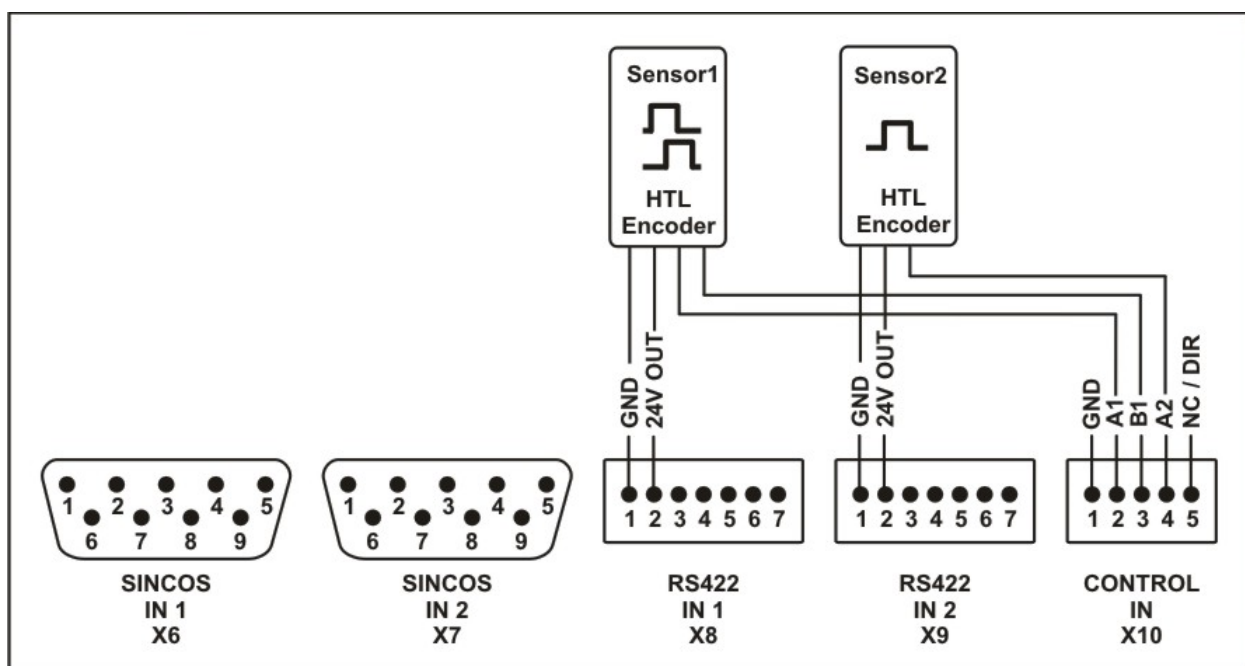 Sensor1
HTL
Encoder
Sensor2
HTL
Encoder
GND
24V OUT
GND
24V OUT
GND
A1
B1
A2
NC / DIR
1 2 3 4 5
6 7 8 9
SINCOS
IN 1
X6
1 2 3 4 5
6 7 8 9
SINCOS
IN 2
X7
1 2 3 4 5 6 7
RS422
IN 1
X8
1 2 3 4 5 6 7
RS422
IN 2
X9
1 2 3 4 5
CONTROL
IN
X10